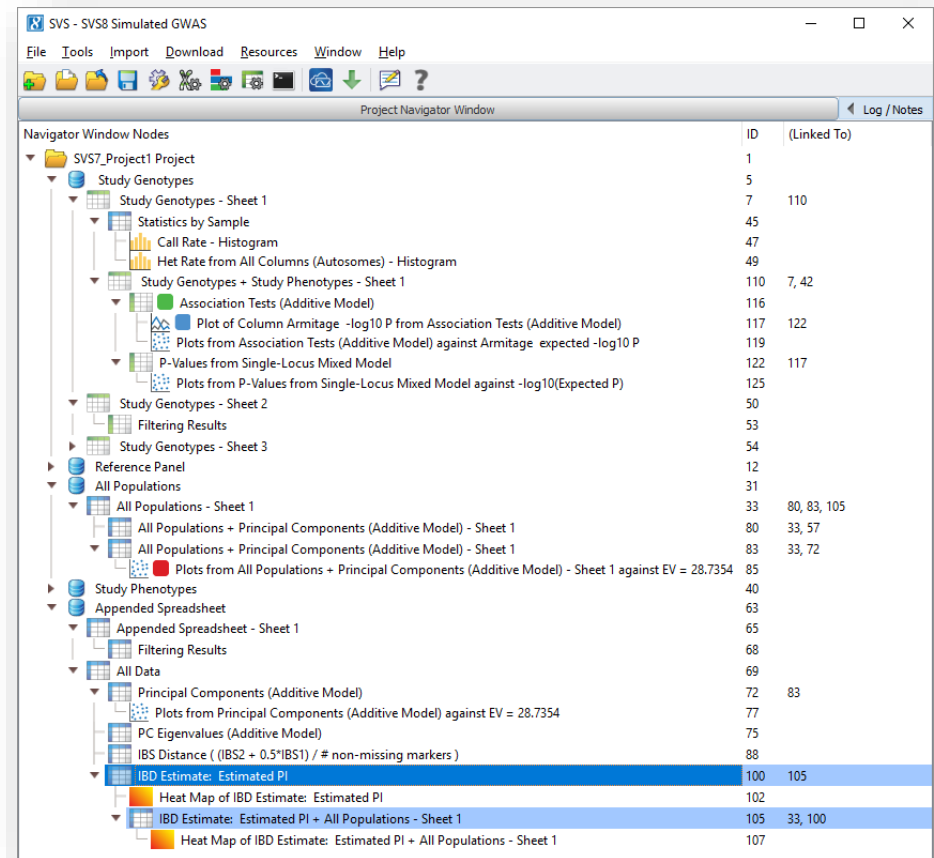 SVS - SVS8 Simulated GWAS
File Tools Import Download Resources Window Help
Project Navigator Window Log / Notes
Navigator Window Nodes ID (Linked To)
SVS7_Project1 Project 1
Study Genotypes 5
Study Genotypes - Sheet 1 7 110
Statistics by Sample 45
Call Rate - Histogram 47
Het Rate from All Columns (Autosomes) - Histogram 49
Study Genotypes + Study Phenotypes - Sheet 1 110 7, 42
Association Tests (Additive Model) 116
Plot of Column Armitage -log10 P from Association Tests (Additive Model) 117 122
Plots from Association Tests (Additive Model) against Armitage expected -log10 P 119
P-Values from Single-Locus Mixed Model 122 117
Plots from P-Values from Single-Locus Mixed Model against -log10(Expected P) 125
Study Genotypes - Sheet 2 50
Filtering Results 53
Study Genotypes - Sheet 3 54
Reference Panel 12
All Populations 31
All Populations - Sheet 1 33 80, 83, 105
All Populations + Principal Components (Additive Model) - Sheet 1 80 33, 57
All Populations + Principal Components (Additive Model) - Sheet 1 83 33, 72
Plots from All Populations + Principal Components (Additive Model) - Sheet 1 against EV = 28.7354 85
Study Phenotypes 40
Appended Spreadsheet 63
Appended Spreadsheet - Sheet 1 65
Filtering Results 68
All Data 69
Principal Components (Additive Model) 72 83
Plots from Principal Components (Additive Model) against EV = 28.7354 77
PC Eigenvalues (Additive Model) 75
IBS Distance ( (IBS2 + 0.5*IBS1) / # non-missing markers ) 88
IBD Estimate: Estimated PI 100 105
Heat Map of IBD Estimate: Estimated PI 102
IBD Estimate: Estimated PI + All Populations - Sheet 1 105 33, 100
Heat Map of IBD Estimate: Estimated PI + All Populations - Sheet 1 107